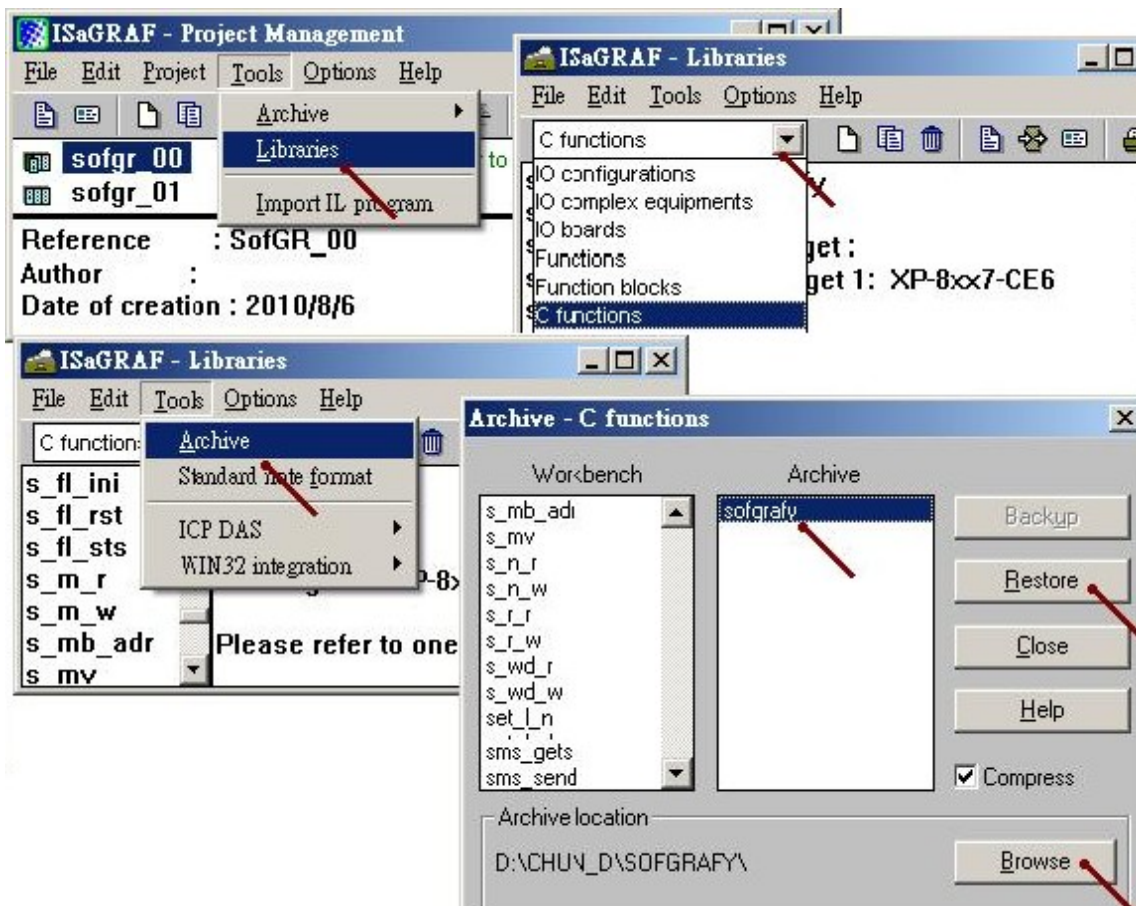 ISaGRAF - Project Management
File Edit Project Tools Options Help
Archive
Libraries
Import IL program
sofgr_00
sofgr_01
to
Reference : SofGR_00
Author :
Date of creation : 2010/8/6
ISaGRAF - Libraries
File Edit Tools Options Help
C functions
IO configurations
IO complex equipments
IO boards
Functions
Function blocks
C functions
get :
get 1: XP-8xx7-CE6
ISaGRAF - Libraries
File Edit Tools Options Help
C function
Archive
Standard note format
ICP DAS
WIN32 integration
s_fl_ini
s_fl_rst
s_fl_sts
s_m_r
s_m_w
s_mb_adr
s_mv
Please refer to one
Archive - C functions
Workbench
s_mb_adr
s_mv
s_n_r
s_n_w
s_r_r
s_r_w
s_wd_r
s_wd_w
set_l_n
sms_gets
sms_send
Archive
sofgrafy
Backup
Restore
Close
Help
Compress
Archive location
D:\CHUN_D\SOFGRAFY\
Browse